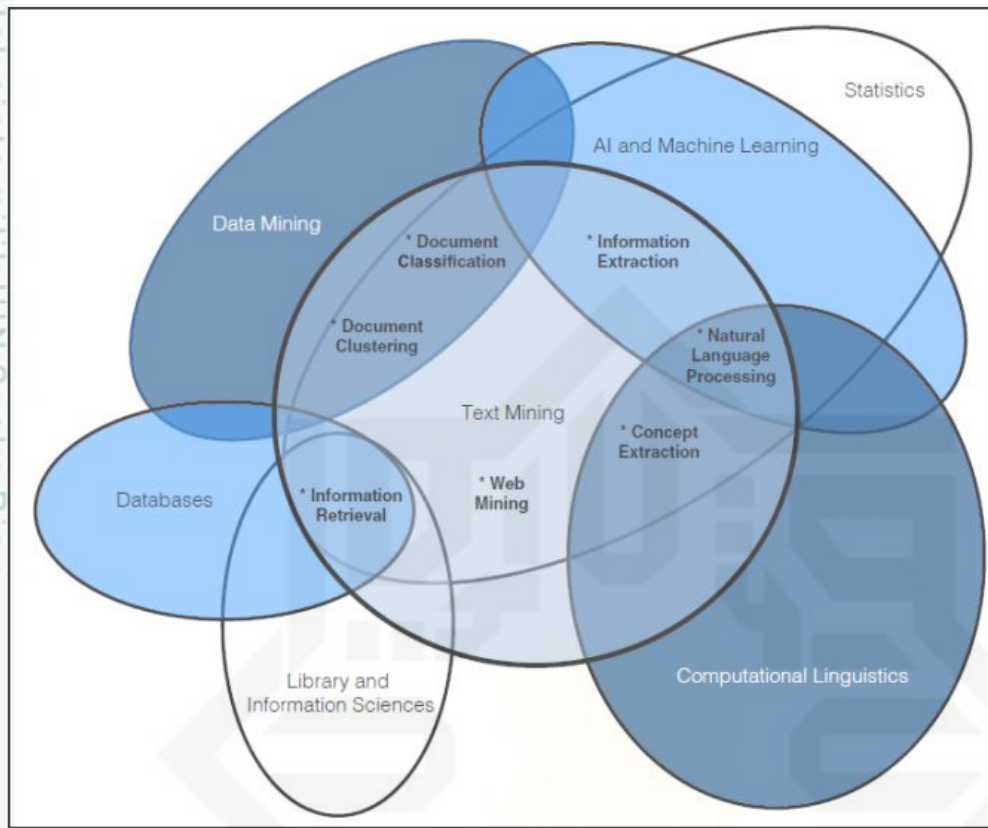 Statistics
AI and Machine Learning
Data Mining
* Document
Classification
* Information
Extraction
* Document
Clustering
* Natural
Language
Processing
Text Mining
* Concept
Extraction
Databases
* Information
Retrieval
* Web
Mining
Library and
Information Sciences
Computational Linguistics